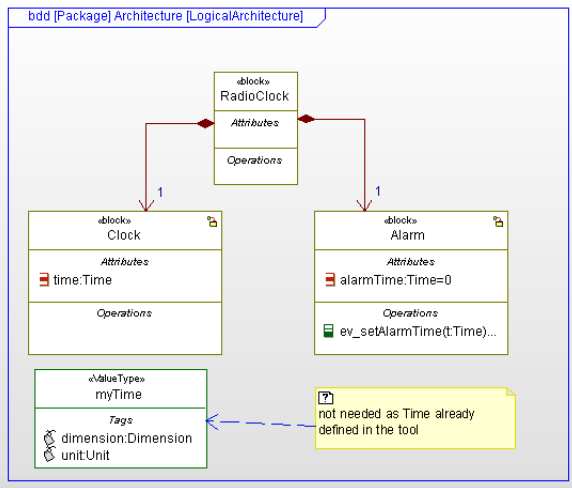 bdd [Package] Architecture [LogicalArchitecture]
«block»
RadioClock
Attributes
Operations
1
1
«block»
Clock
Attributes
time:Time
Operations
«block»
Alarm
Attributes
alarmTime:Time=0
Operations
ev_setAlarmTime(t:Time)...
«ValueType»
myTime
Tags
dimension:Dimension
unit:Unit
?
not needed as Time already
defined in the tool